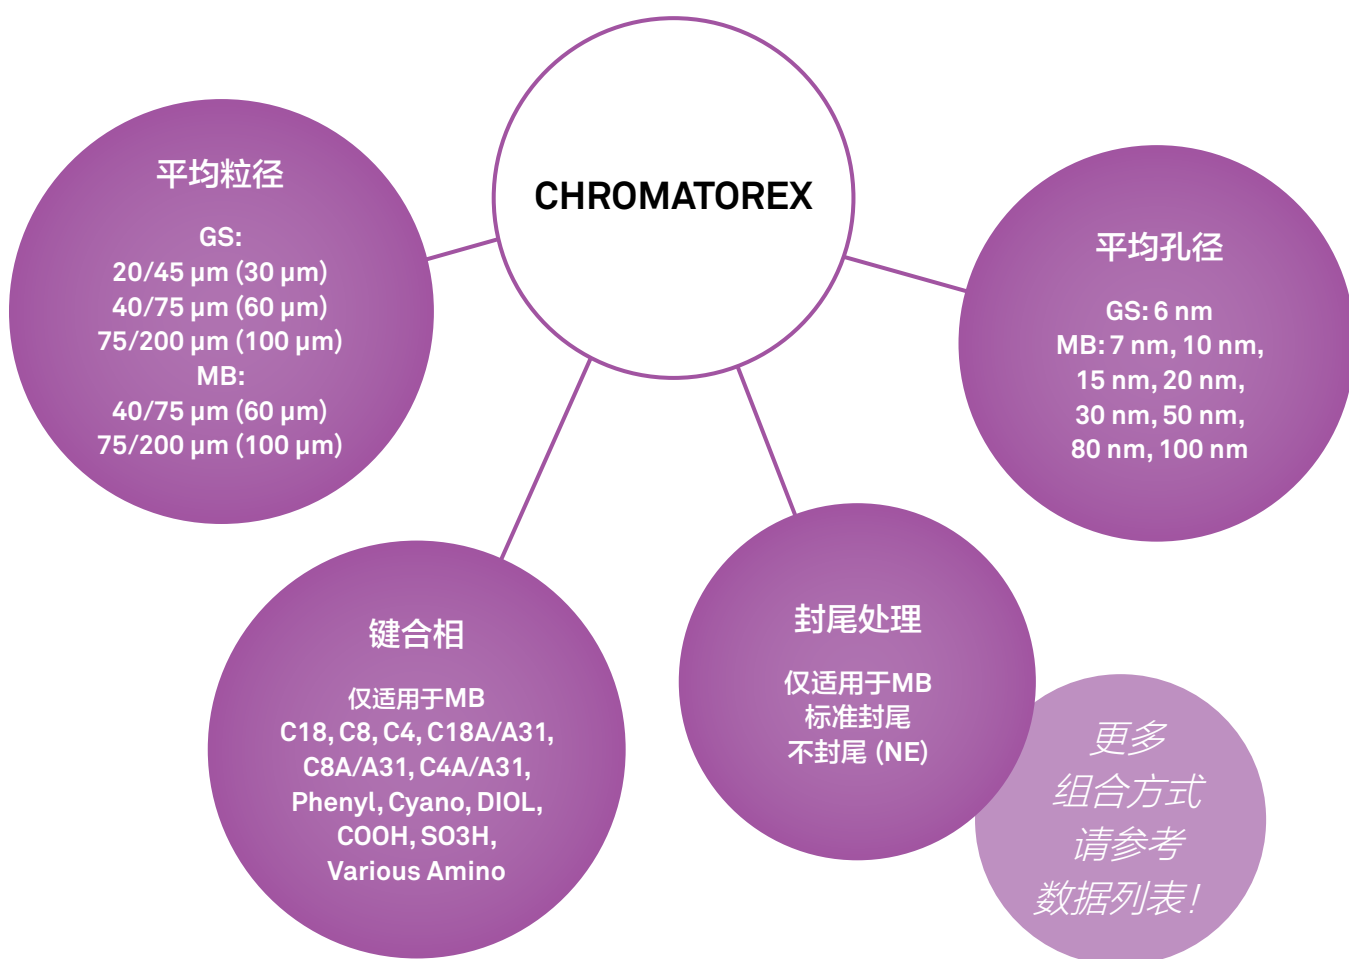 CHROMATOREX
平均粒径
GS:
20/45 μm (30 μm)
40/75 μm (60 μm)
75/200 μm (100 μm)
MB:
40/75 μm (60 μm)
75/200 μm (100 μm)
平均孔径
GS: 6 nm
MB: 7 nm, 10 nm,
15 nm, 20 nm,
30 nm, 50 nm,
80 nm, 100 nm
键合相
仅适用于MB
C18, C8, C4, C18A/A31,
C8A/A31, C4A/A31,
Phenyl, Cyano, DIOL,
COOH, SO3H,
Various Amino
封尾处理
仅适用于MB
标准封尾
不封尾 (NE)
更多
组合方式
请参考
数据列表!